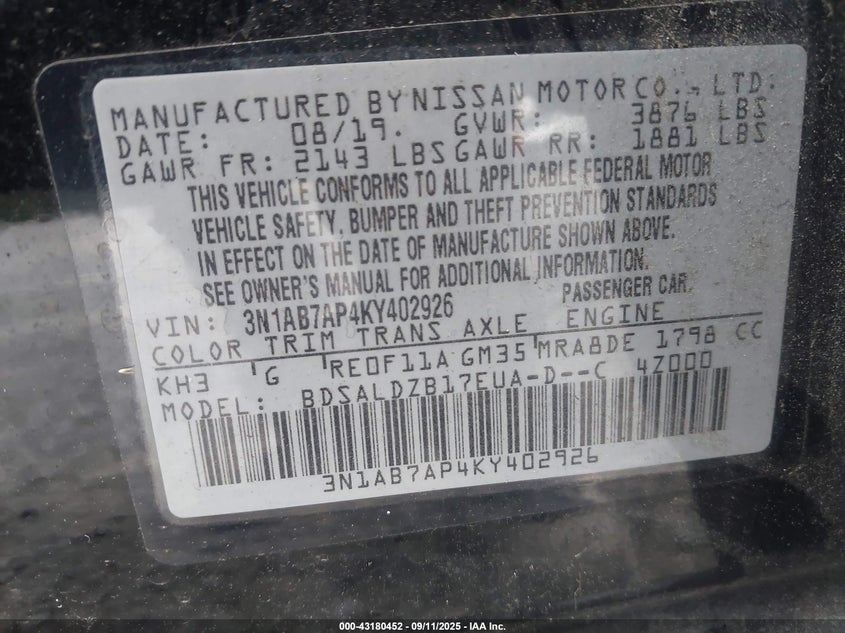 MANUFACTURED BY NISSAN MOTOR CO., LTD.
DATE: 08/19. GVWR: 3876 LBS
GAWR FR: 2143 LBS GAWR RR: 1881 LBS
THIS VEHICLE CONFORMS TO ALL APPLICABLE FEDERAL MOTOR
VEHICLE SAFETY, BUMPER AND THEFT PREVENTION STANDARDS
IN EFFECT ON THE DATE OF MANUFACTURE SHOWN ABOVE.
SEE OWNER'S MANUAL FOR ADDITIONAL INFORMATION.
VIN: 3N1AB7AP4KY402926 PASSENGER CAR.
COLOR TRIM TRANS AXLE ENGINE
KH3 G RE0F11A GM35 MRA8DE 1798 CC
MODEL: BDSALDZB17EUA-D--C 4Z000
3N1AB7AP4KY402926
000-43180452 - 09/11/2025 - IAA Inc.